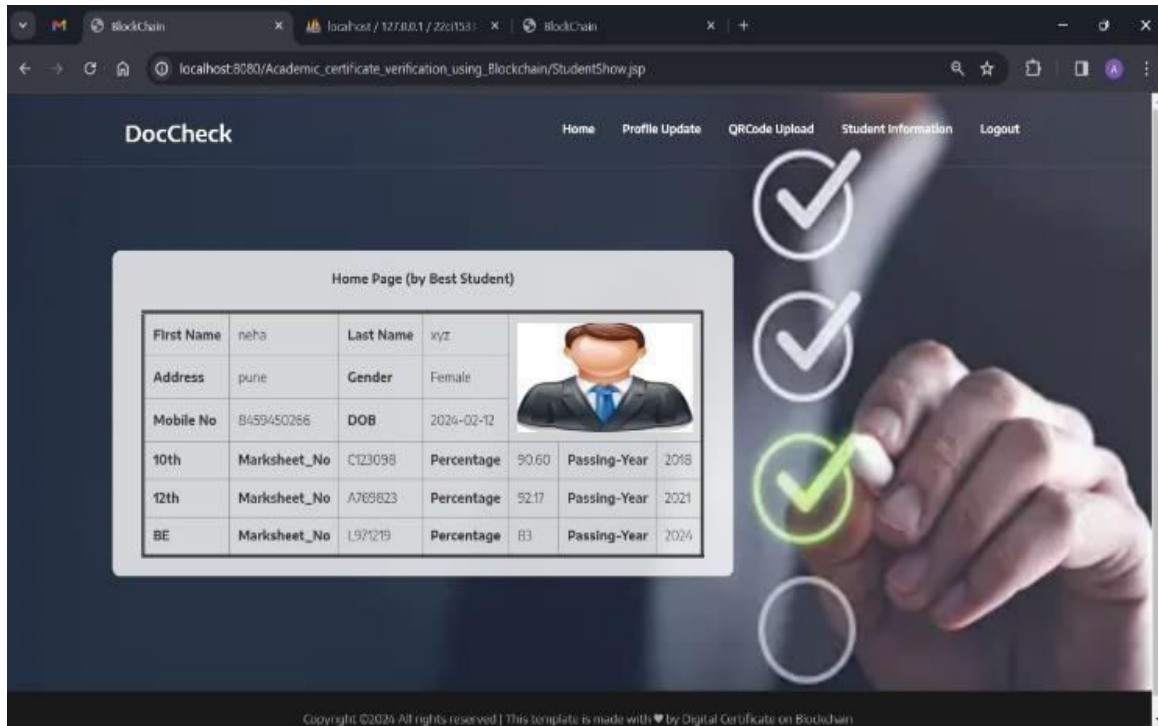 BlockChain
localhost / 127.0.0.1 /
BlockChain
localhost:8080/Academic_certificate_verification_using_Blockchain/StudentShow.jsp
A
DocCheck
Home Profile Update QRCode Upload Student Information Logout
Home Page (by Best Student)
First Name neha Last Name xyz
Address pune Gender Female
Mobile No 8459450266 DOB 2024-02-12
10th Marksheet_No C123098 Percentage 90.60 Passing-Year 2018
12th Marksheet_No A769823 Percentage 92.17 Passing-Year 2021
BE Marksheet_No L971219 Percentage 83 Passing-Year 2024
Copyright ©2024 All rights reserved | This template is made with ♥ by Digital Certificate on Blockchain